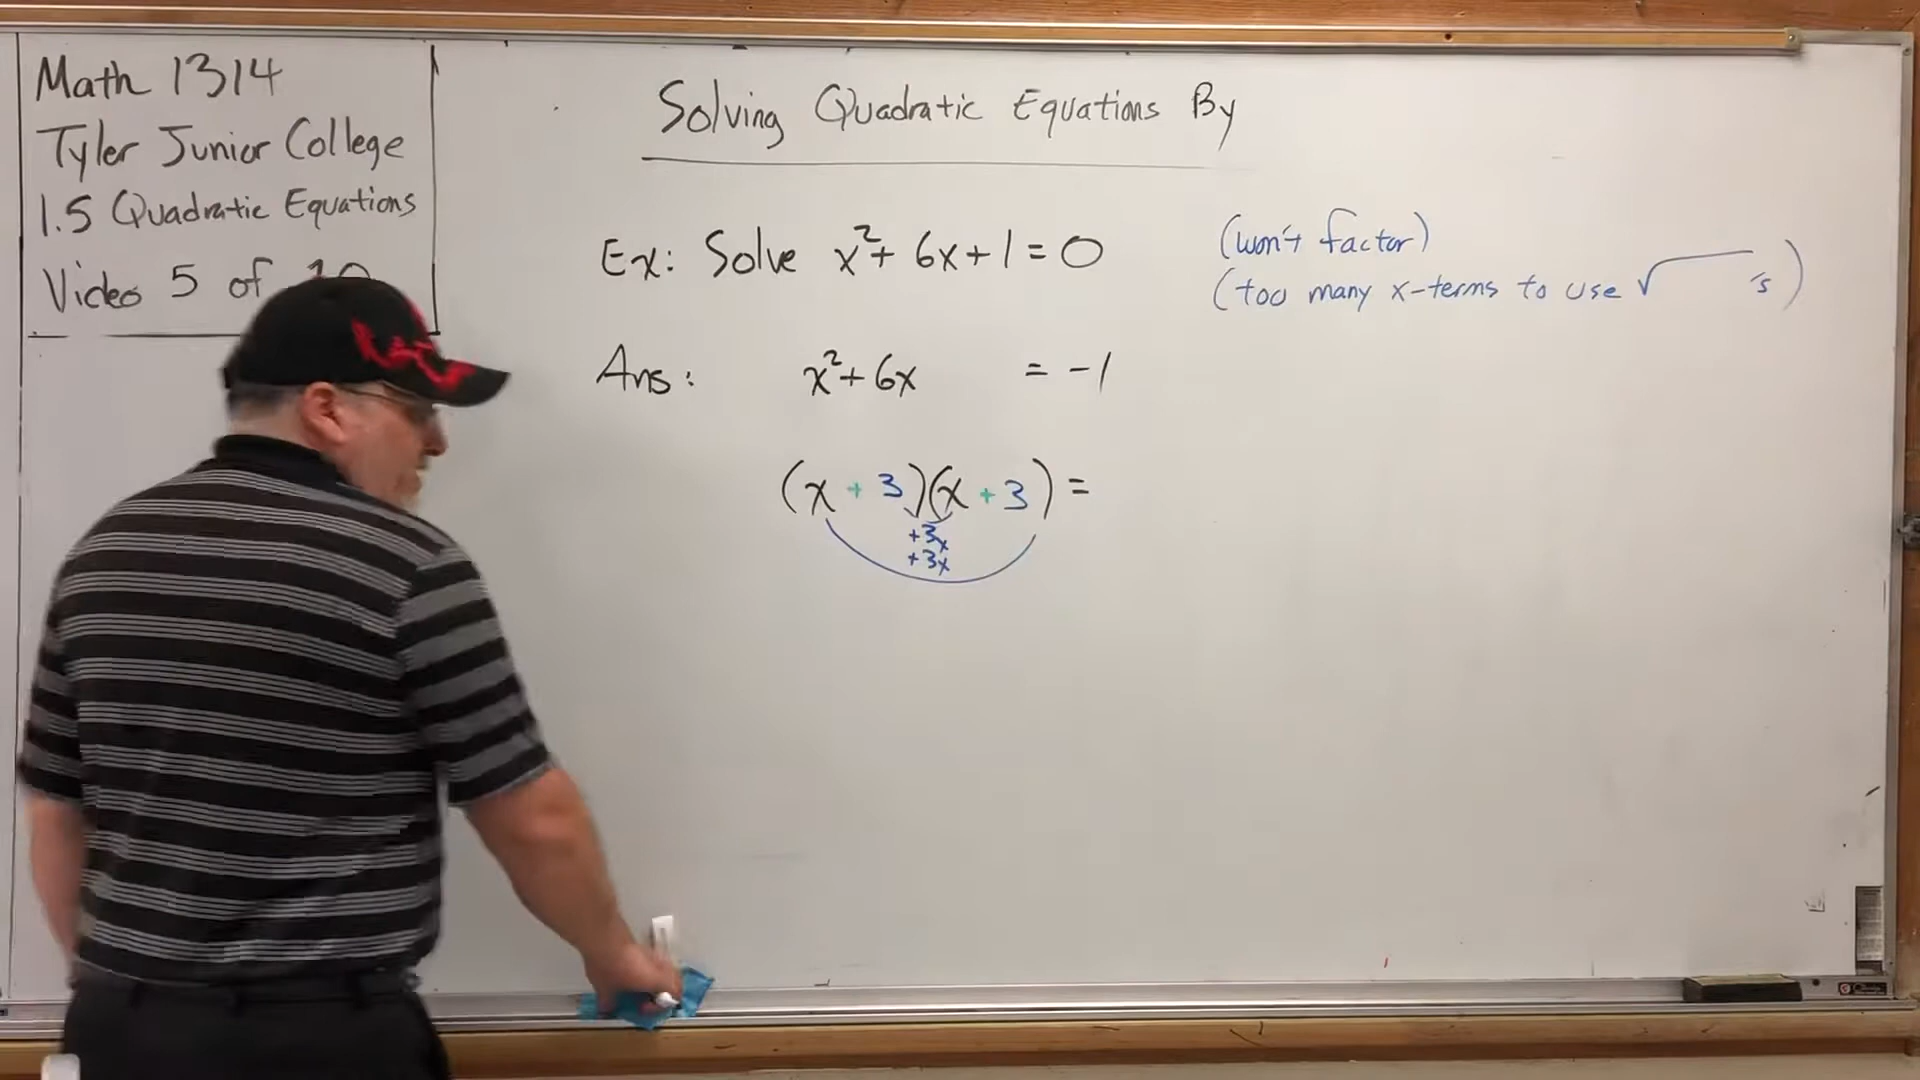 Math 1314
Tyler Junior College
1.5 Quadratic Equations
Video 5 of 10
Solving Quadratic Equations By
Ex: Solve x²+ 6x+1=0
(won't factor)
(too many x-terms to use √ 's)
Ans: x²+6x = -1
(x + 3)(x + 3) =
+3x
+3x